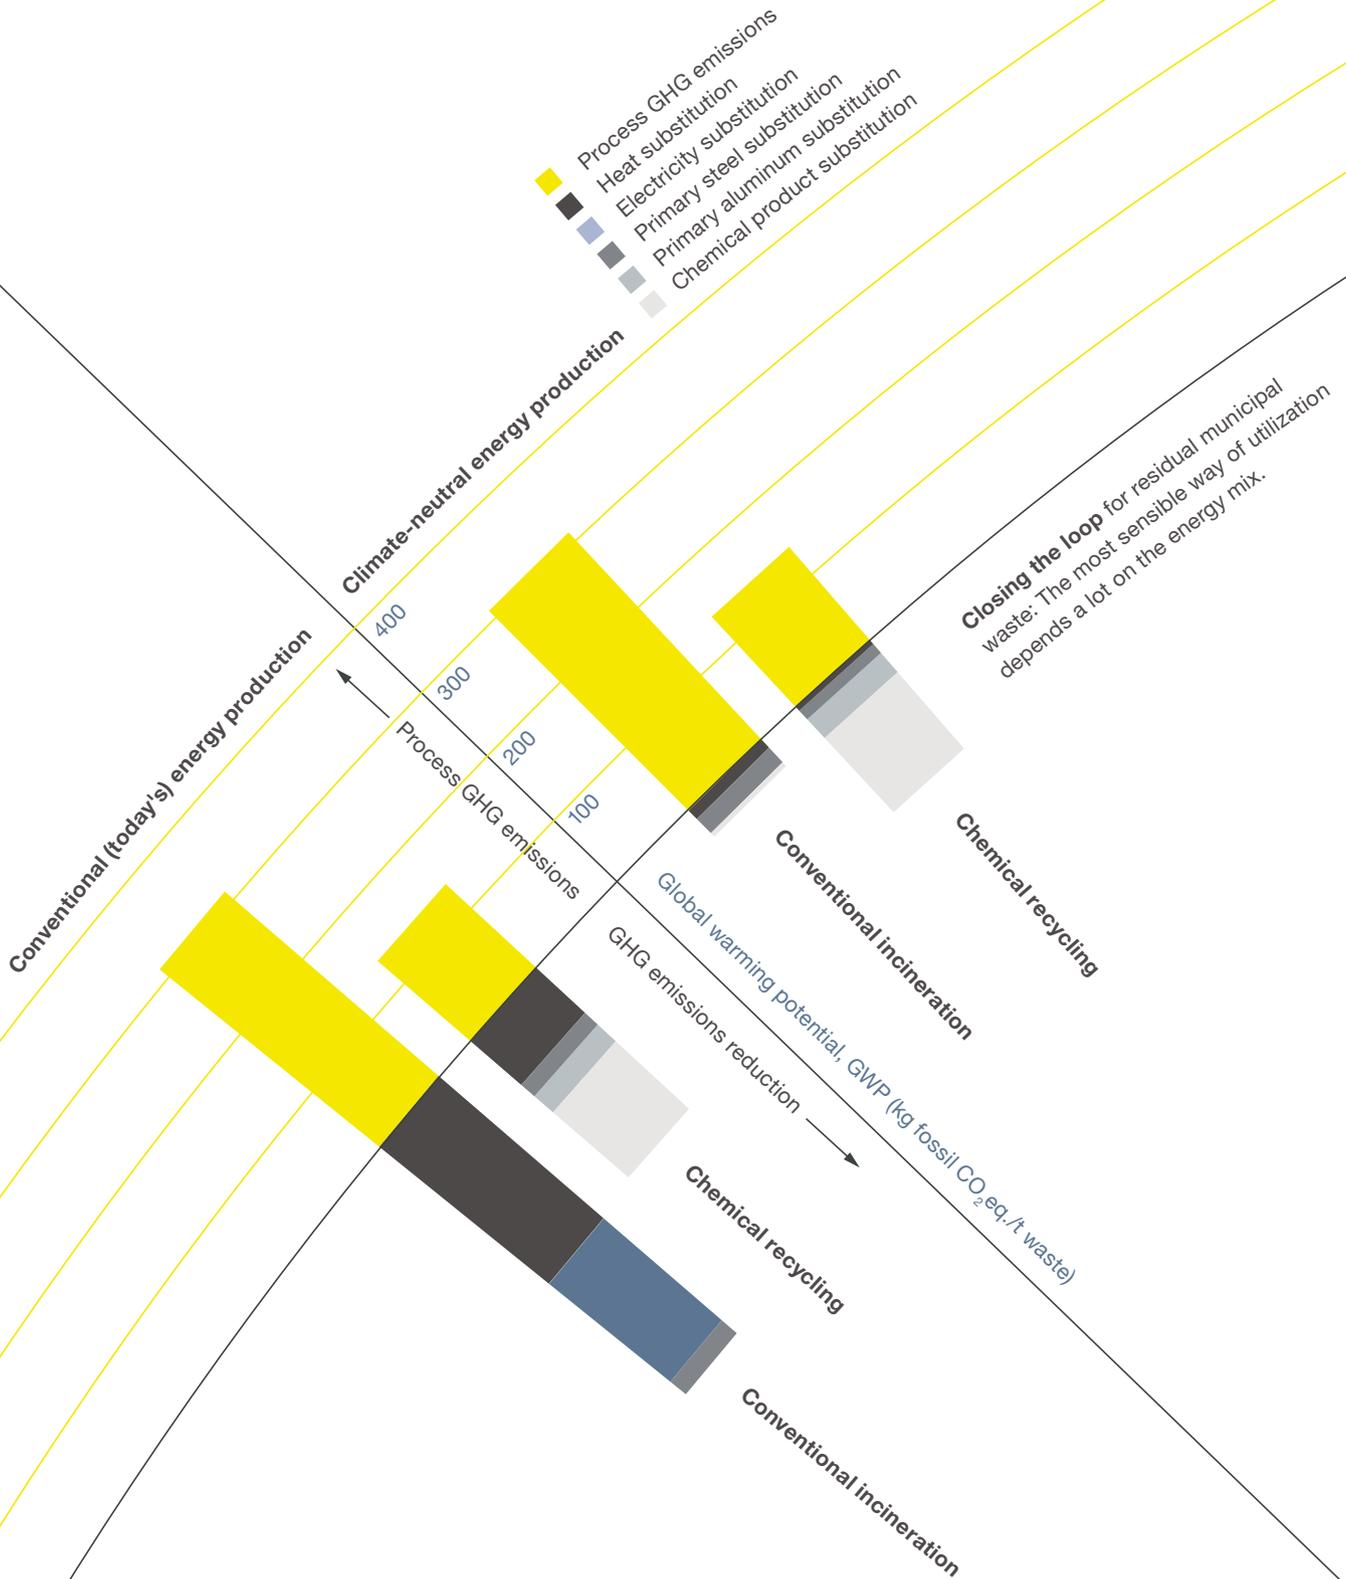 Process GHG emissions
Heat substitution
Electricity substitution
Primary steel substitution
Primary aluminum substitution
Chemical product substitution
Climate-neutral energy production
Conventional (today's) energy production
400
300
200
100
Process GHG emissions
GHG emissions reduction
Global warming potential, GWP (kg fossil CO₂eq./t waste)
Closing the loop for residual municipal
waste: The most sensible way of utilization
depends a lot on the energy mix.
Chemical recycling
Conventional incineration
Chemical recycling
Conventional incineration